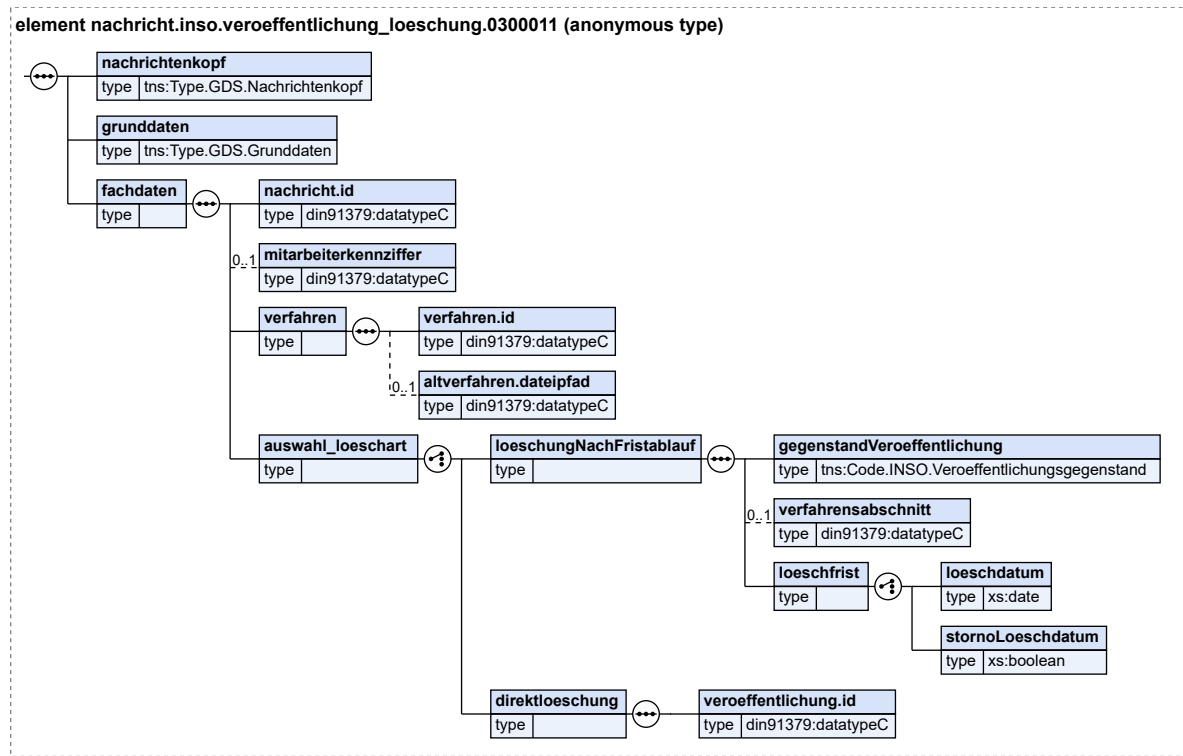 element nachricht.inso.veroeffentlichung_loeschung.0300011 (anonymous type)
nachrichtenkopf
type tns:Type.GDS.Nachrichtenkopf
grunddaten
type tns:Type.GDS.Grunddaten
fachdaten
type
nachricht.id
type din91379:datatypeC
0..1
mitarbeiterkennziffer
type din91379:datatypeC
verfahren
type
verfahren.id
type din91379:datatypeC
0..1
altverfahren.dateipfad
type din91379:datatypeC
auswahl_loeschart
type
loeschungNachFristablauf
type
gegenstandVeroeffentlichung
type tns:Code.INSO.Veroeffentlichungsgegenstand
0..1
verfahrensabschnitt
type din91379:datatypeC
loeschfrist
type
loeschdatum
type xs:date
stornoLoeschdatum
type xs:boolean
direktloeschung
type
veroeffentlichung.id
type din91379:datatypeC